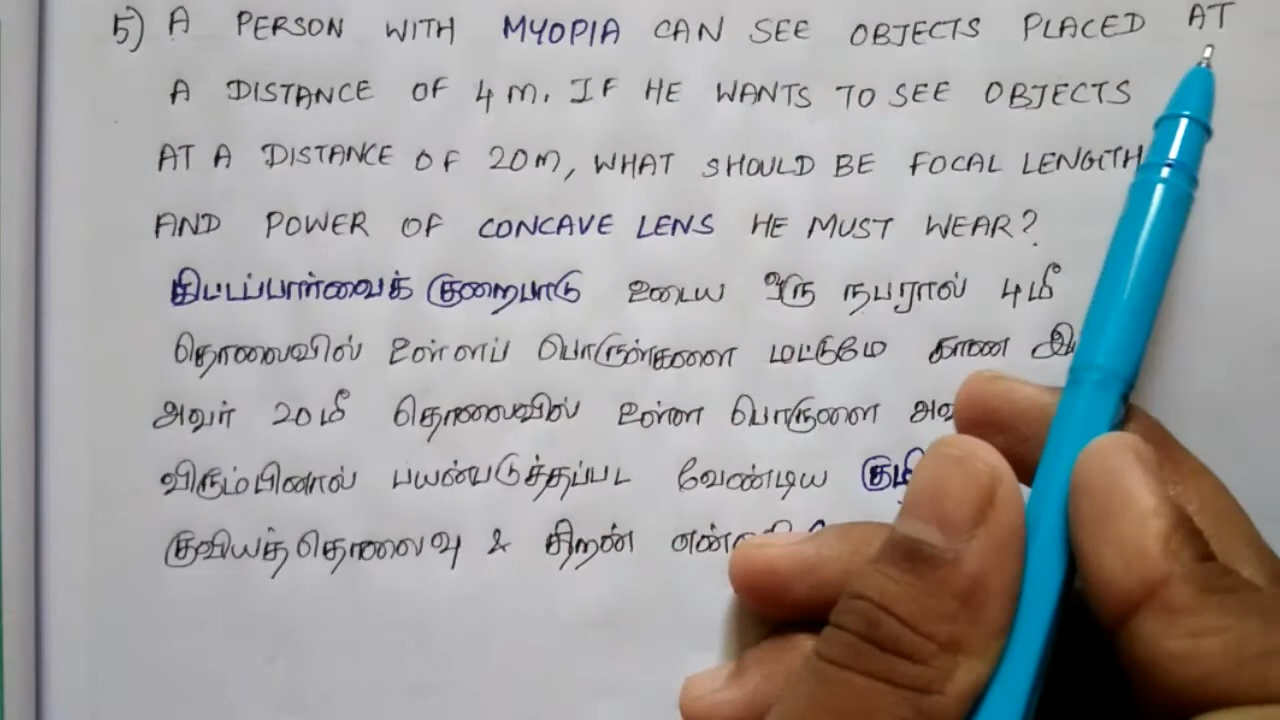 5) A PERSON WITH MYOPIA CAN SEE OBJECTS PLACED AT
A DISTANCE OF 4m. IF HE WANTS TO SEE OBJECTS
AT A DISTANCE OF 20m, WHAT SHOULD BE FOCAL LENGTH
AND POWER OF CONCAVE LENS HE MUST WEAR?
கிட்டப்பார்வைக் குறைபாடு உடைய ஒரு நபரால் 4மீ
தொலைவில் உள்ளப் பொருள்களை மட்டுமே காண
அவர் 20மீ தொலைவில் உள்ள பொருளை
விரும்பினால் பயன்படுத்தப்பட வேண்டிய
குவியத்தொலைவு & திறன்